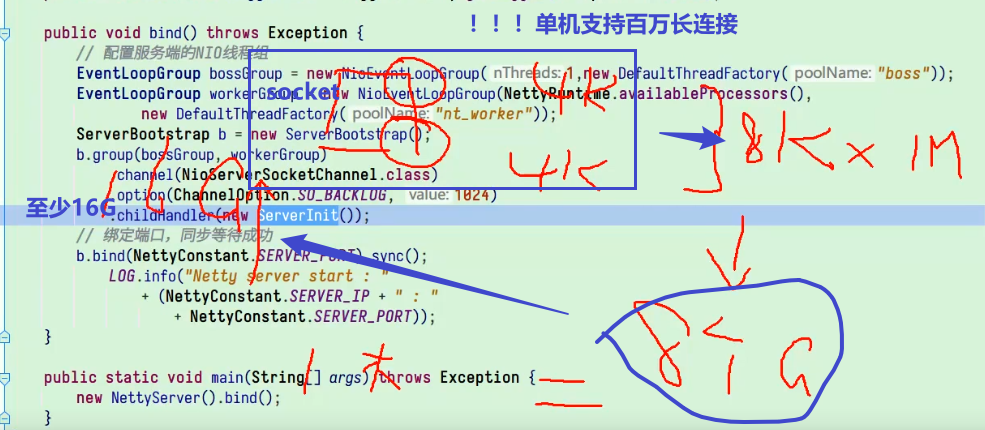 ！！！单机支持百万长连接
public void bind() throws Exception {
// 配置服务端的NIO线程组
EventLoopGroup bossGroup = new NioEventLoopGroup( nThreads: 1,new DefaultThreadFactory( poolName: "boss"));
EventLoopGroup workerGroup = new NioEventLoopGroup(NettyRuntime.availableProcessors(),
new DefaultThreadFactory( poolName: "nt_worker"));
socket
4K
ServerBootstrap b = new ServerBootstrap();
b.group(bossGroup, workerGroup)
4K
8K x 1M
.channel(NioServerSocketChannel.class)
.option(ChannelOption.SO_BACKLOG, value: 1024)
至少16G
16G
.childHandler(new ServerInit());
// 绑定端口，同步等待成功
b.bind(NettyConstant.SERVER_PORT).sync();
LOG.info("Netty server start : "
+ (NettyConstant.SERVER_IP + " : "
+ NettyConstant.SERVER_PORT));
}
public static void main(String[] args) throws Exception {
new NettyServer().bind();
}